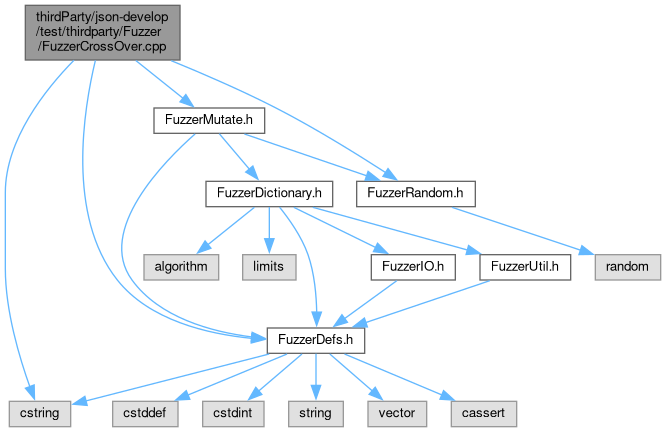 thirdParty/json-develop
/test/thirdparty/Fuzzer
/FuzzerCrossOver.cpp
FuzzerMutate.h
FuzzerDictionary.h
FuzzerRandom.h
algorithm
limits
FuzzerIO.h
FuzzerUtil.h
random
FuzzerDefs.h
cstring
cstddef
cstdint
string
vector
cassert